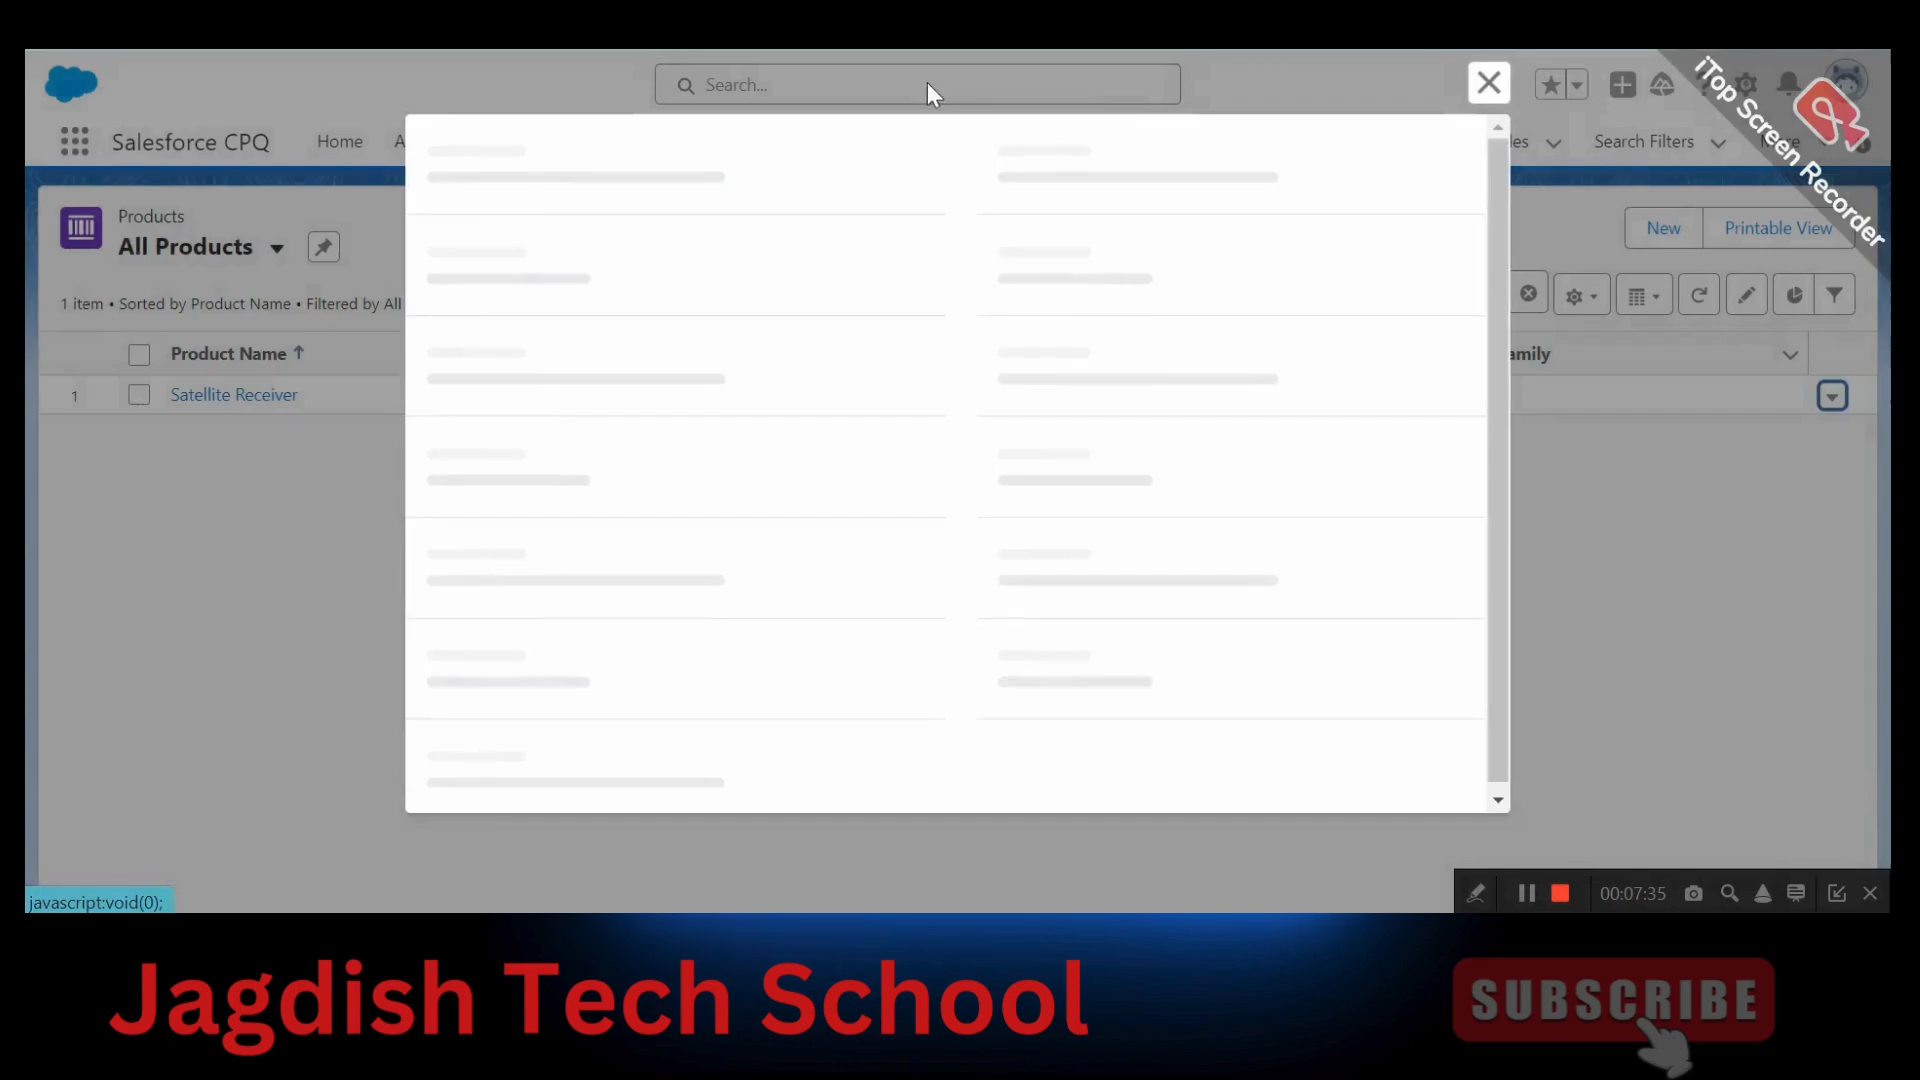 Search...
Salesforce CPQ
Home
A
les
Search Filters
iTop Screen Recorder
Products
All Products
New
Printable View
1 item • Sorted by Product Name • Filtered by All
Product Name
amily
1
Satellite Receiver
javascript:void(0);
00:07:35
Jagdish Tech School
SUBSCRIBE